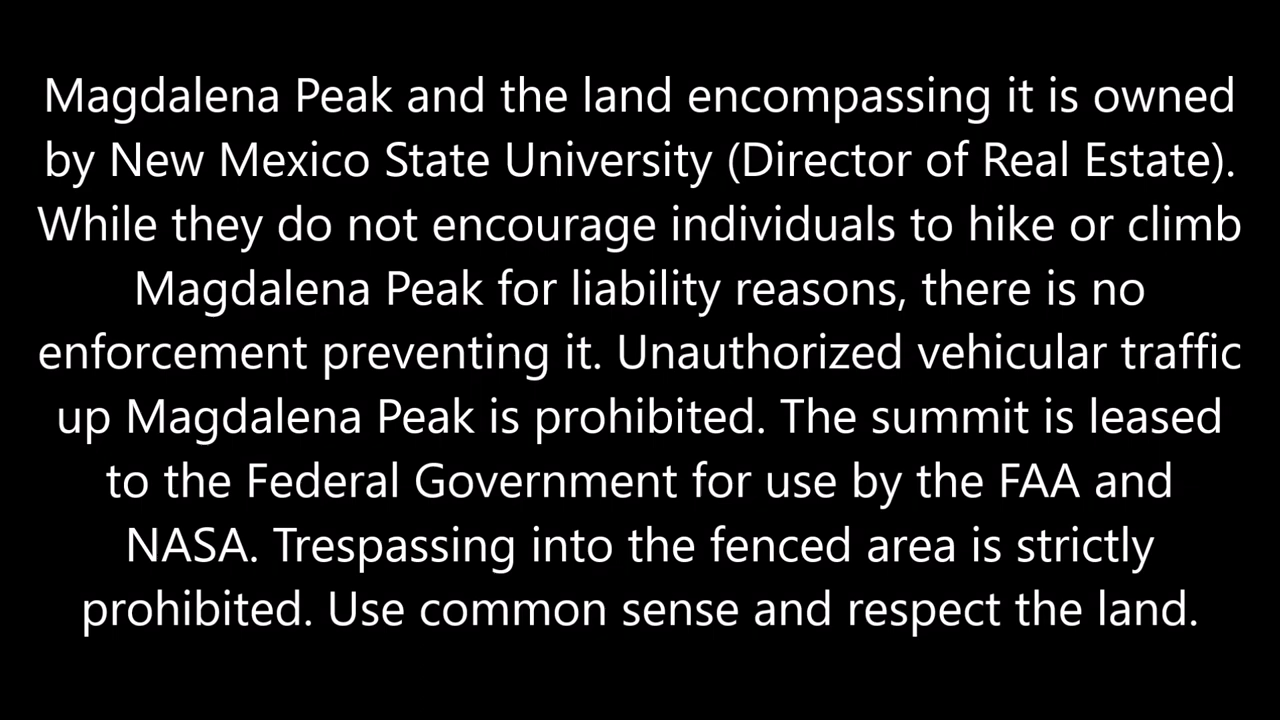 Magdalena Peak and the land encompassing it is owned
by New Mexico State University (Director of Real Estate).
While they do not encourage individuals to hike or climb
Magdalena Peak for liability reasons, there is no
enforcement preventing it. Unauthorized vehicular traffic
up Magdalena Peak is prohibited. The summit is leased
to the Federal Government for use by the FAA and
NASA. Trespassing into the fenced area is strictly
prohibited. Use common sense and respect the land.